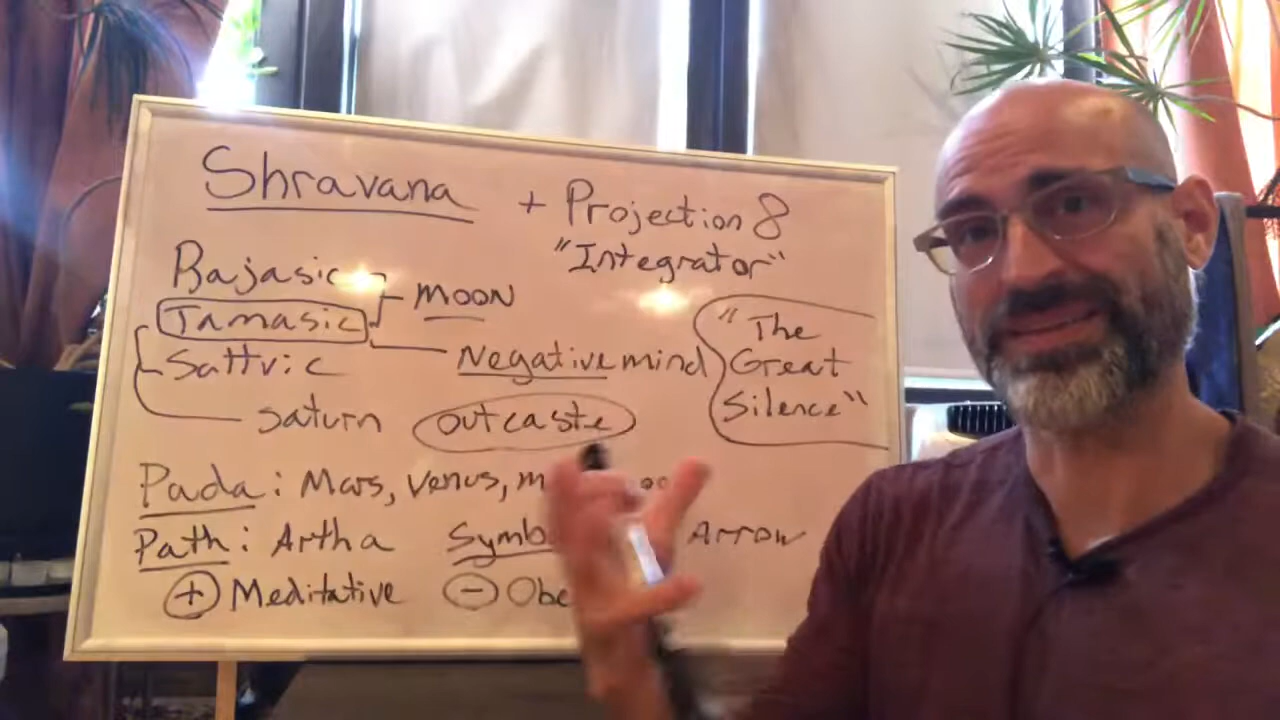 Shravana + Projection 8
"Integrator"
Rajasic
Tamasic
Sattvic
MOON
Negative mind
"The
Great
Silence"
saturn
outcaste
Pada: Mars, Venus,
Path: Artha
Arrow
+ Meditative
−